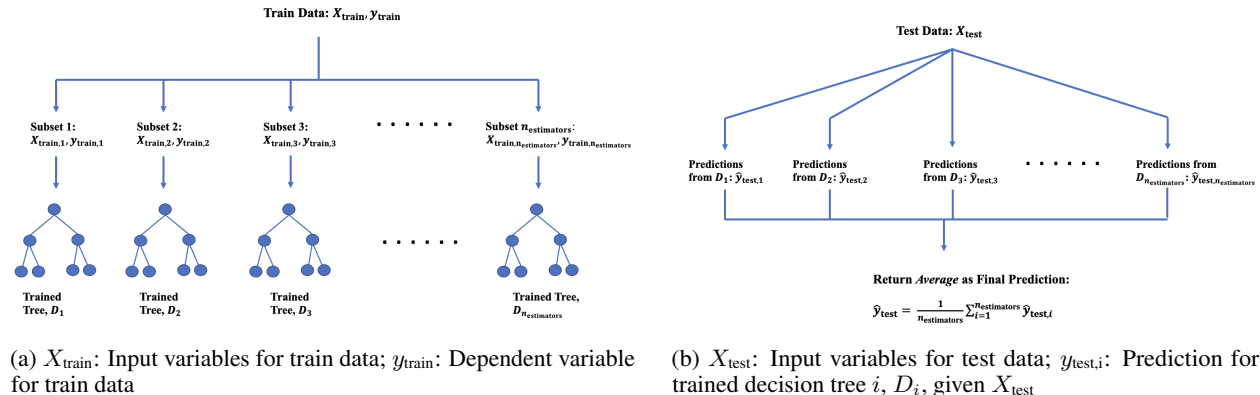 Train Data: X_train, y_train
Subset 1:
X_train,1, y_train,1
Subset 2:
X_train,2, y_train,2
Subset 3:
X_train,3, y_train,3
. . . . . .
Subset n_estimators:
X_train,n_estimators, y_train,n_estimators
. . . . . .
Trained
Tree, D_1
Trained
Tree, D_2
Trained
Tree, D_3
Trained Tree,
D_n_estimators
(a) X_train: Input variables for train data; y_train: Dependent variable
for train data
Test Data: X_test
Predictions
from D_1: ŷ_test,1
Predictions
from D_2: ŷ_test,2
Predictions
from D_3: ŷ_test,3
. . . . . .
Predictions from
D_n_estimators: ŷ_test,n_estimators
Return Average as Final Prediction:
ŷ_test = 1/n_estimators ∑_{i=1}^{n_estimators} ŷ_test,i
(b) X_test: Input variables for test data; y_test,i: Prediction for
trained decision tree i, D_i, given X_test